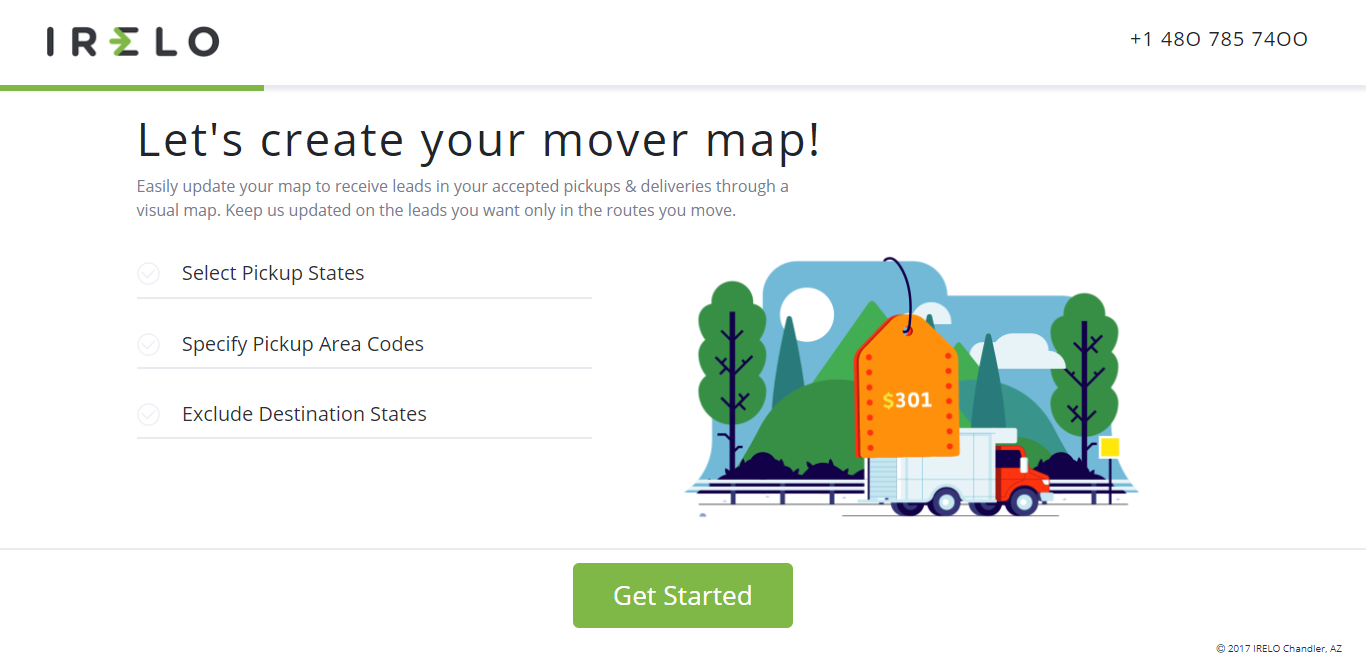 IRELO
+1 480 785 7400
Let's create your mover map!
Easily update your map to receive leads in your accepted pickups & deliveries through a
visual map. Keep us updated on the leads you want only in the routes you move.
Select Pickup States
Specify Pickup Area Codes
Exclude Destination States
$301
Get Started
© 2017 IRELO Chandler, AZ